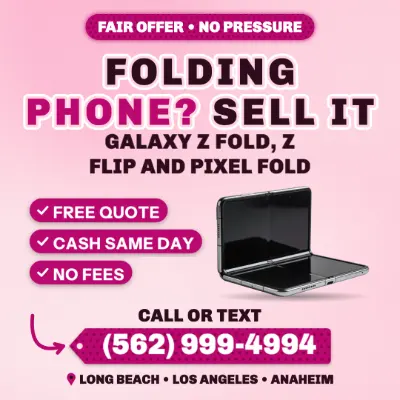 FAIR OFFER • NO PRESSURE
FOLDING
PHONE? SELL IT
GALAXY Z FOLD, Z
FLIP AND PIXEL FOLD
FREE QUOTE
CASH SAME DAY
NO FEES
CALL OR TEXT
(562) 999-4994
LONG BEACH • LOS ANGELES • ANAHEIM